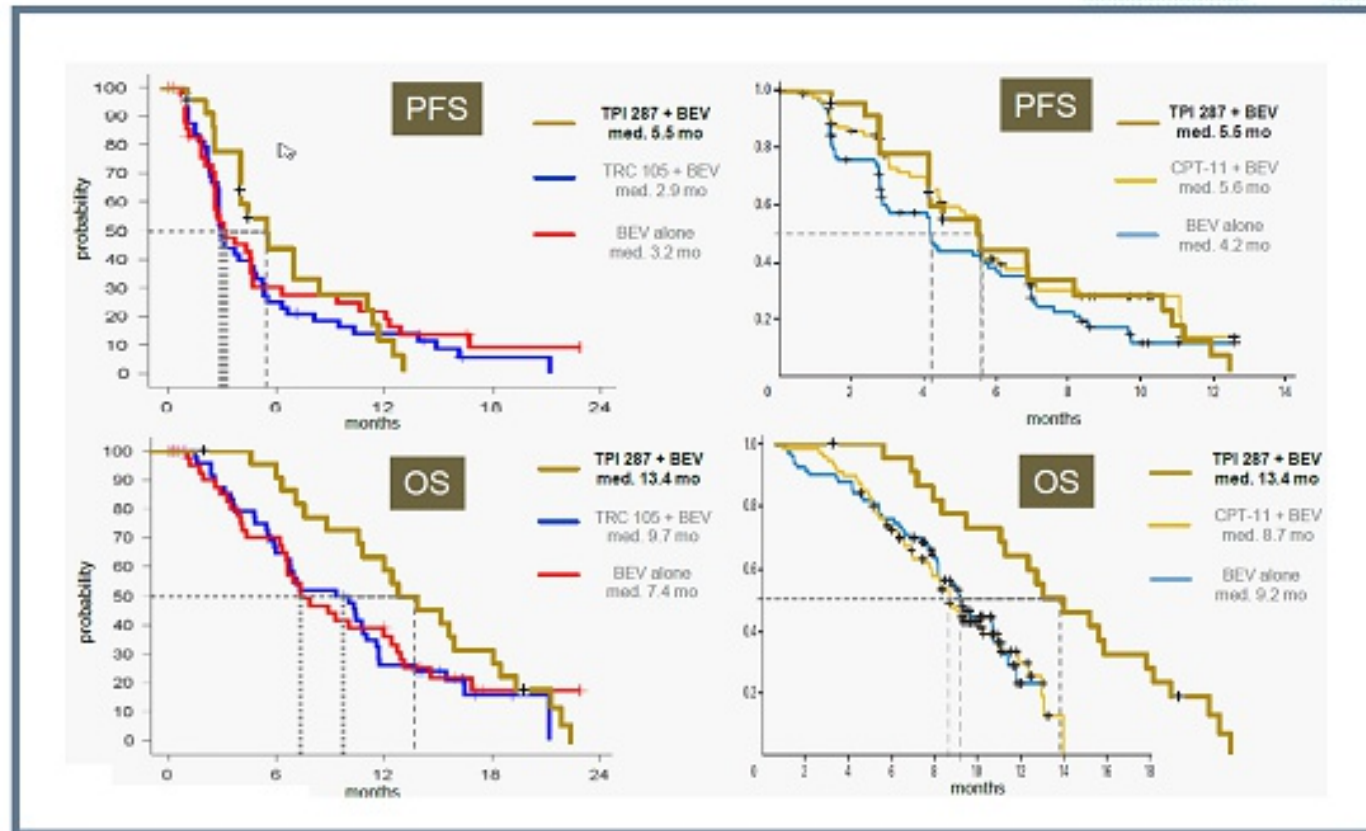 PFS
100
90
80
70
60
50
40
30
20
10
0
probability
0 6 12 18 24
months
TPI 287 + BEV
med. 5.5 mo
TRC 105 + BEV
med. 2.9 mo
BEV alone
med. 3.2 mo
PFS
1.0
0.8
0.6
0.4
0.2
0 2 4 6 8 10 12 14
months
TPI 287 + BEV
med. 5.5 mo
CPT-11 + BEV
med. 5.6 mo
BEV alone
med. 4.2 mo
OS
100
90
80
70
60
50
40
30
20
10
0
probability
0 6 12 18 24
months
TPI 287 + BEV
med. 13.4 mo
TRC 105 + BEV
med. 9.7 mo
BEV alone
med. 7.4 mo
OS
1.0
0.8
0.6
0.4
0.2
0 2 4 6 8 10 12 14 16 18
months
TPI 287 + BEV
med. 13.4 mo
CPT-11 + BEV
med. 8.7 mo
BEV alone
med. 9.2 mo